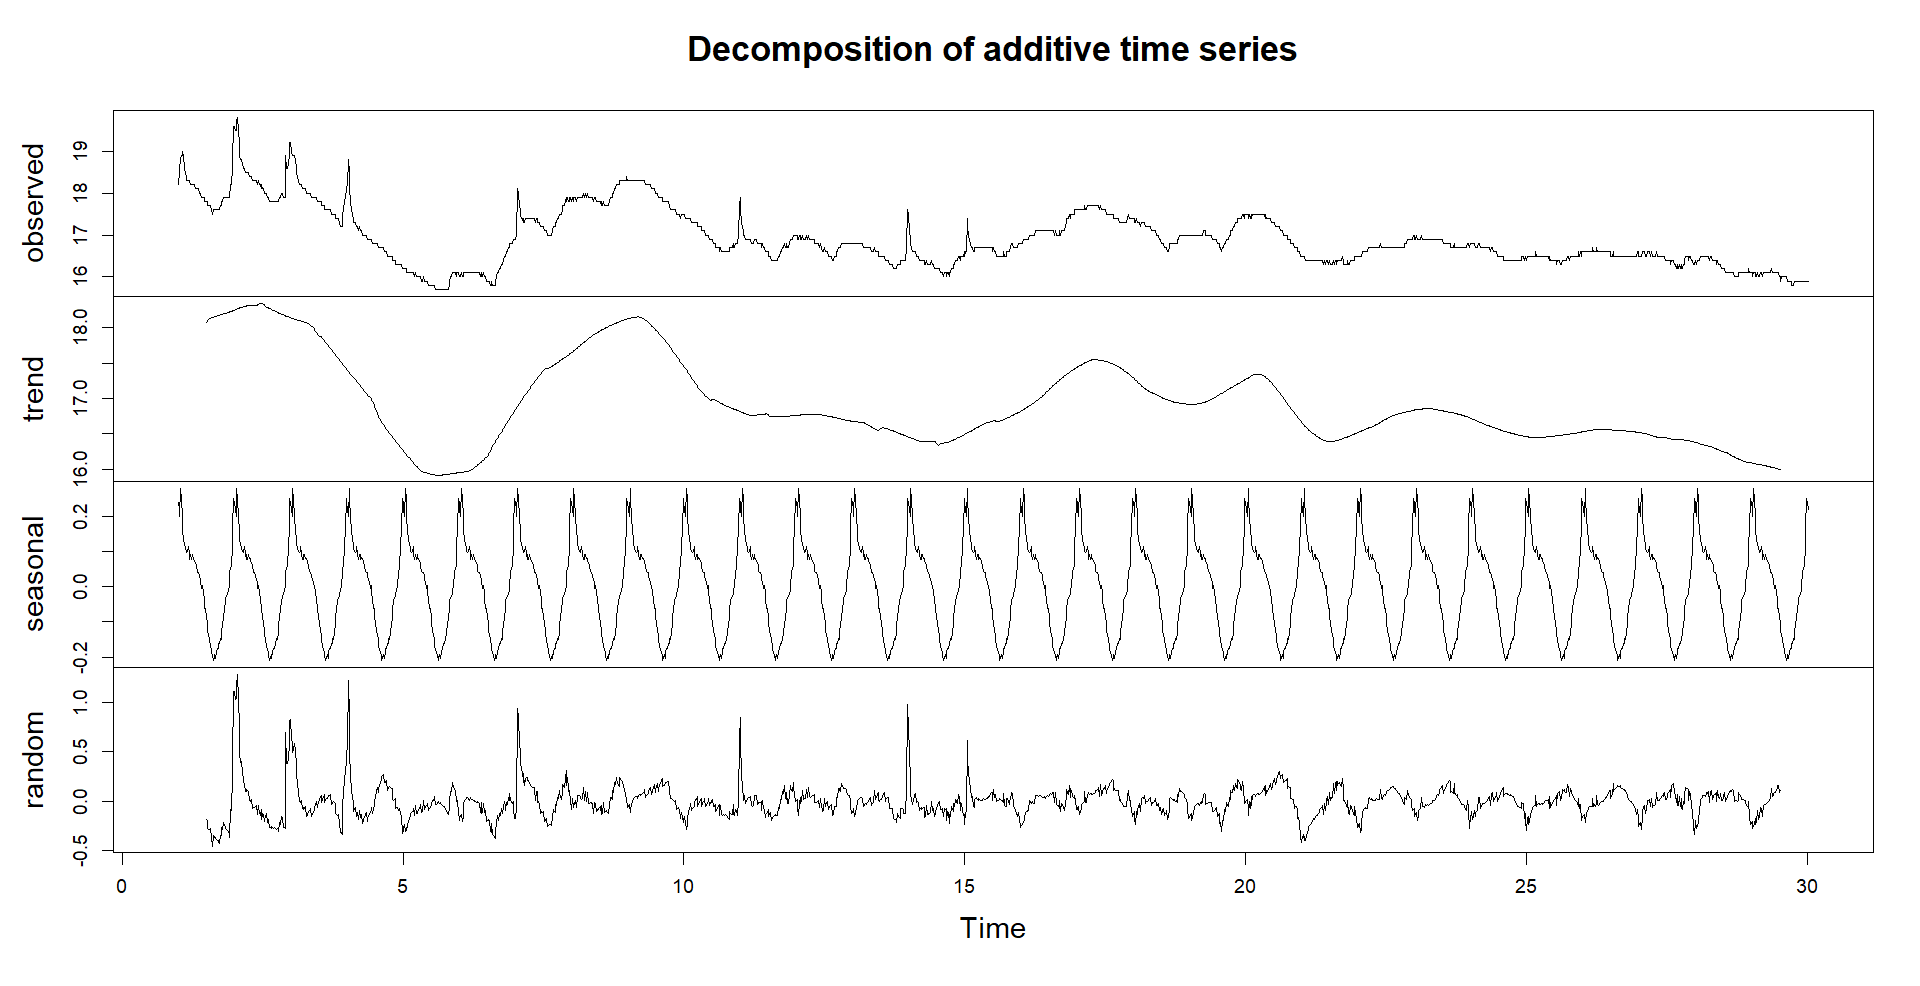 Decomposition of additive time series
observed
16 17 18 19
trend
16.0 17.0 18.0
seasonal
-0.2 0.0 0.2
random
-0.5 0.0 0.5 1.0
0 5 10 15 20 25 30
Time